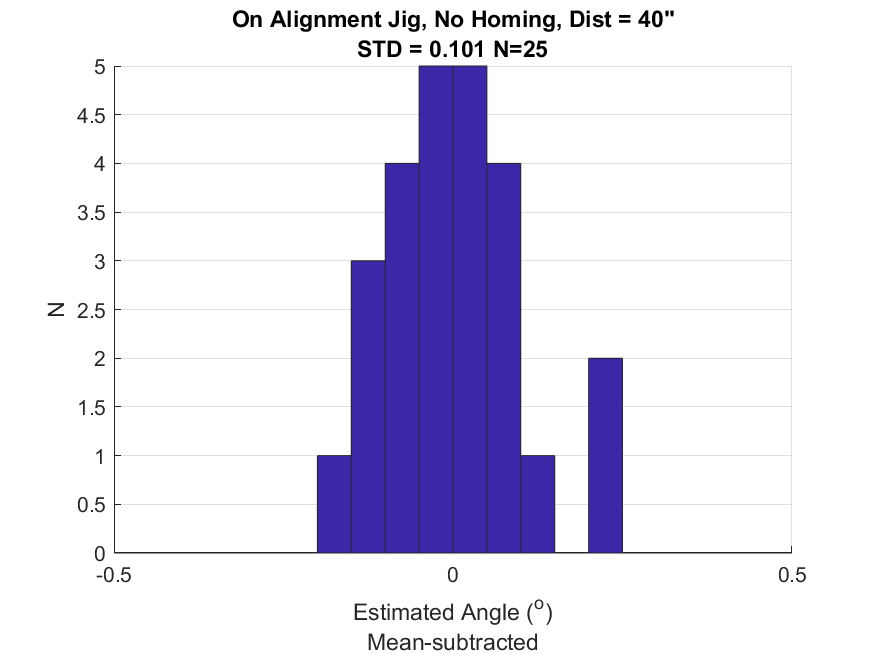 On Alignment Jig, No Homing, Dist = 40"
STD = 0.101 N=25
5
4.5
4
3.5
3
2.5
2
1.5
1
0.5
0
N
-0.5 0 0.5
Estimated Angle (o)
Mean-subtracted